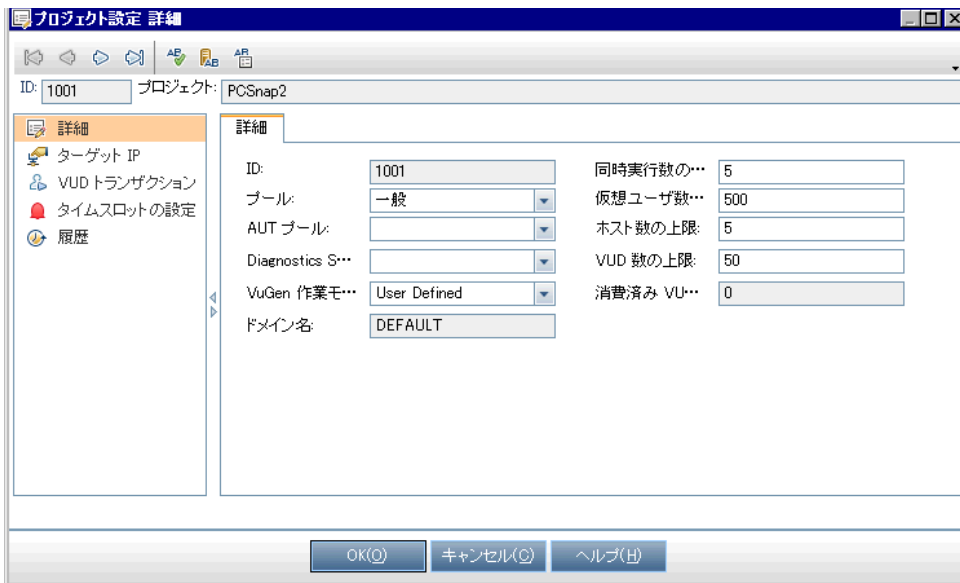 プロジェクト設定 詳細
ID: 1001 プロジェクト: PCSnap2
詳細
ターゲット IP
VUD トランザクション
タイムスロットの設定
履歴
詳細
ID: 1001
プール: 一般
AUT プール:
Diagnostics S…
VuGen 作業モ… User Defined
ドメイン名: DEFAULT
同時実行数の… 5
仮想ユーザ数… 500
ホスト数の上限: 5
VUD 数の上限: 50
消費済み VU… 0
OK(O) キャンセル(C) ヘルプ(H)